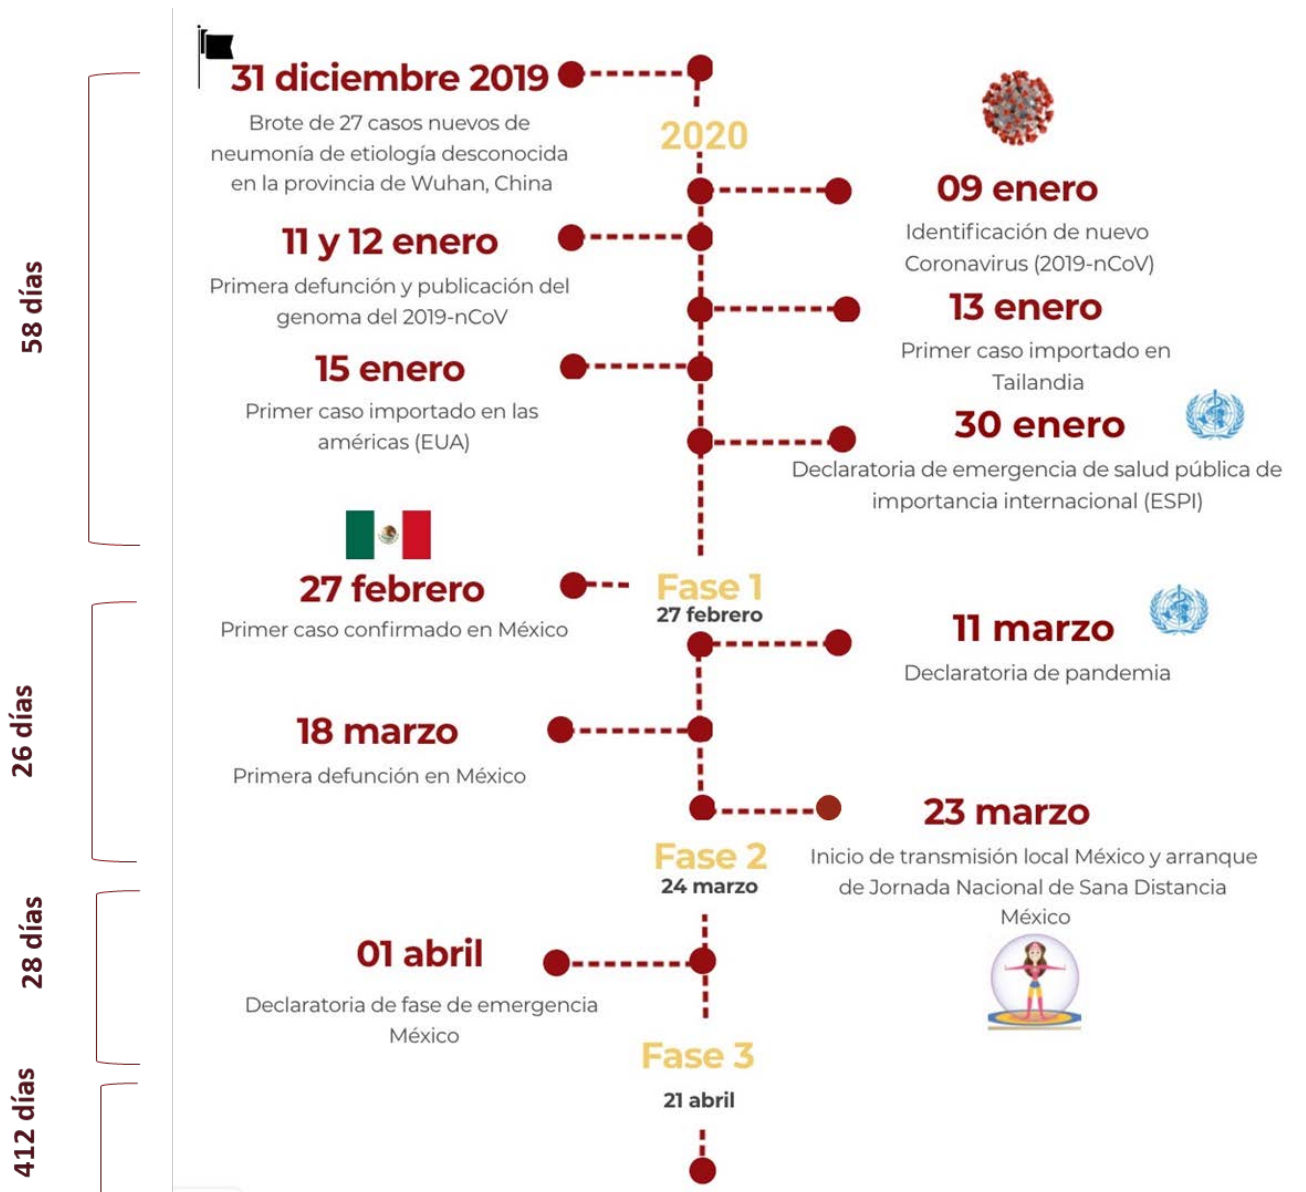 58 días
31 diciembre 2019
Brote de 27 casos nuevos de
neumonía de etiología desconocida
en la provincia de Wuhan, China
2020
09 enero
Identificación de nuevo
Coronavirus (2019-nCoV)
11 y 12 enero
Primera defunción y publicación del
genoma del 2019-nCoV
13 enero
Primer caso importado en
Tailandia
15 enero
Primer caso importado en las
américas (EUA)
30 enero
Declaratoria de emergencia de salud pública de
importancia internacional (ESPI)
26 días
27 febrero
Primer caso confirmado en México
Fase 1
27 febrero
11 marzo
Declaratoria de pandemia
18 marzo
Primera defunción en México
23 marzo
Inicio de transmisión local México y arranque
de Jornada Nacional de Sana Distancia
México
Fase 2
24 marzo
28 días
01 abril
Declaratoria de fase de emergencia
México
Fase 3
21 abril
412 días